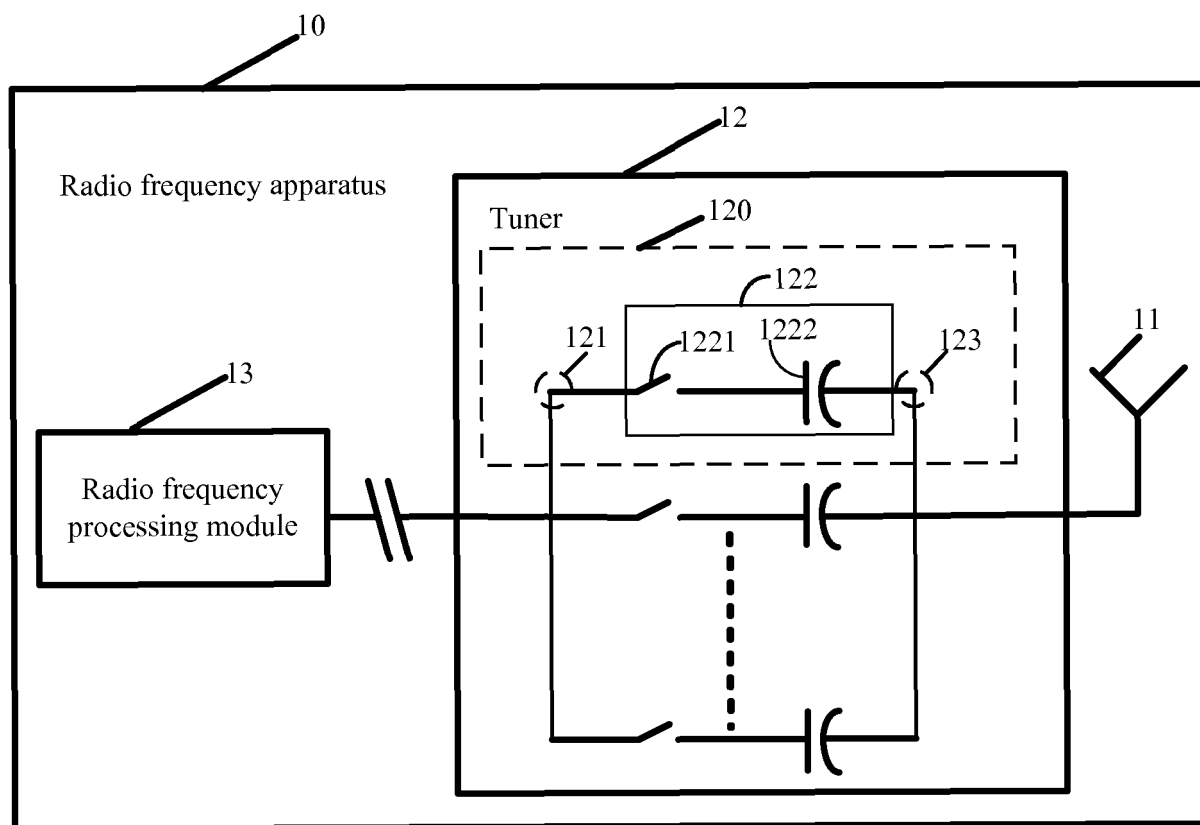 10
12
Radio frequency apparatus
Tuner
120
122
11
121
1221
1222
123
13
Radio frequency
processing module